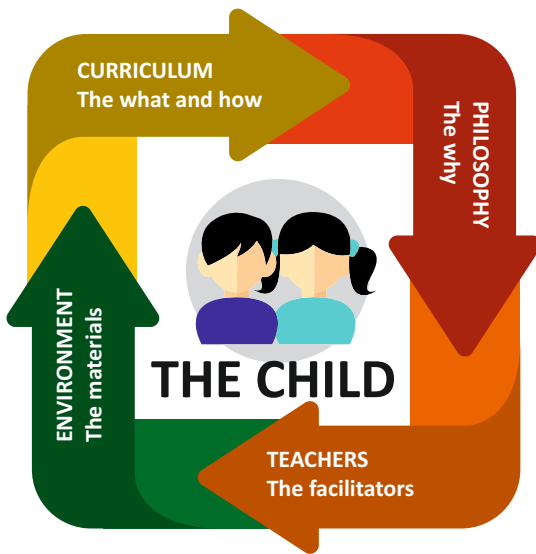 CURRICULUM
The what and how
PHILOSOPHY
The why
THE CHILD
TEACHERS
The facilitators
ENVIRONMENT
The materials